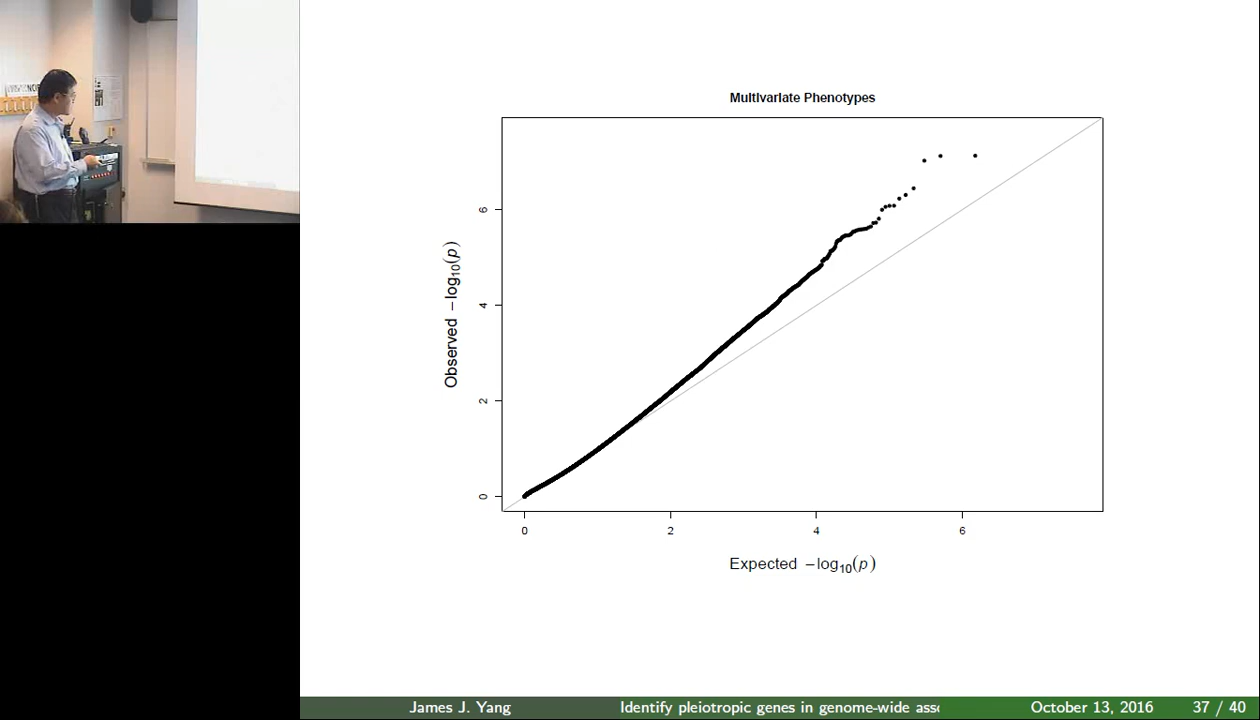 Multivariate Phenotypes
Observed −log10(p)
6
4
2
0
0 2 4 6
Expected −log10(p)
James J. Yang Identify pleiotropic genes in genome-wide asso October 13, 2016 37 / 40